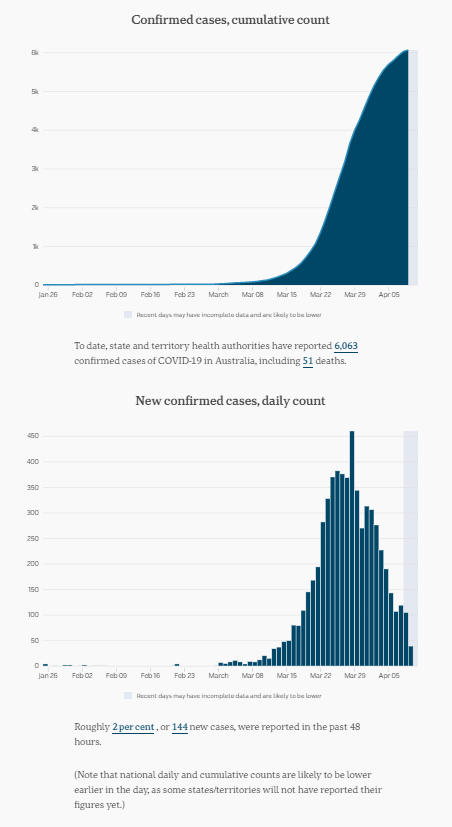 Confirmed cases, cumulative count
6k
5k
4k
3k
2k
1k
0
Jan 26 Feb 02 Feb 09 Feb 16 Feb 23 March Mar 08 Mar 15 Mar 22 Mar 29 Apr 05
Recent days may have incomplete data and are likely to be lower
To date, state and territory health authorities have reported 6,063
confirmed cases of COVID-19 in Australia, including 51 deaths.
New confirmed cases, daily count
450
400
350
300
250
200
150
100
50
0
Jan 26 Feb 02 Feb 09 Feb 16 Feb 23 March Mar 08 Mar 15 Mar 22 Mar 29 Apr 05
Recent days may have incomplete data and are likely to be lower
Roughly 2 per cent , or 144 new cases, were reported in the past 48
hours.
(Note that national daily and cumulative counts are likely to be lower
earlier in the day, as some states/territories will not have reported their
figures yet.)